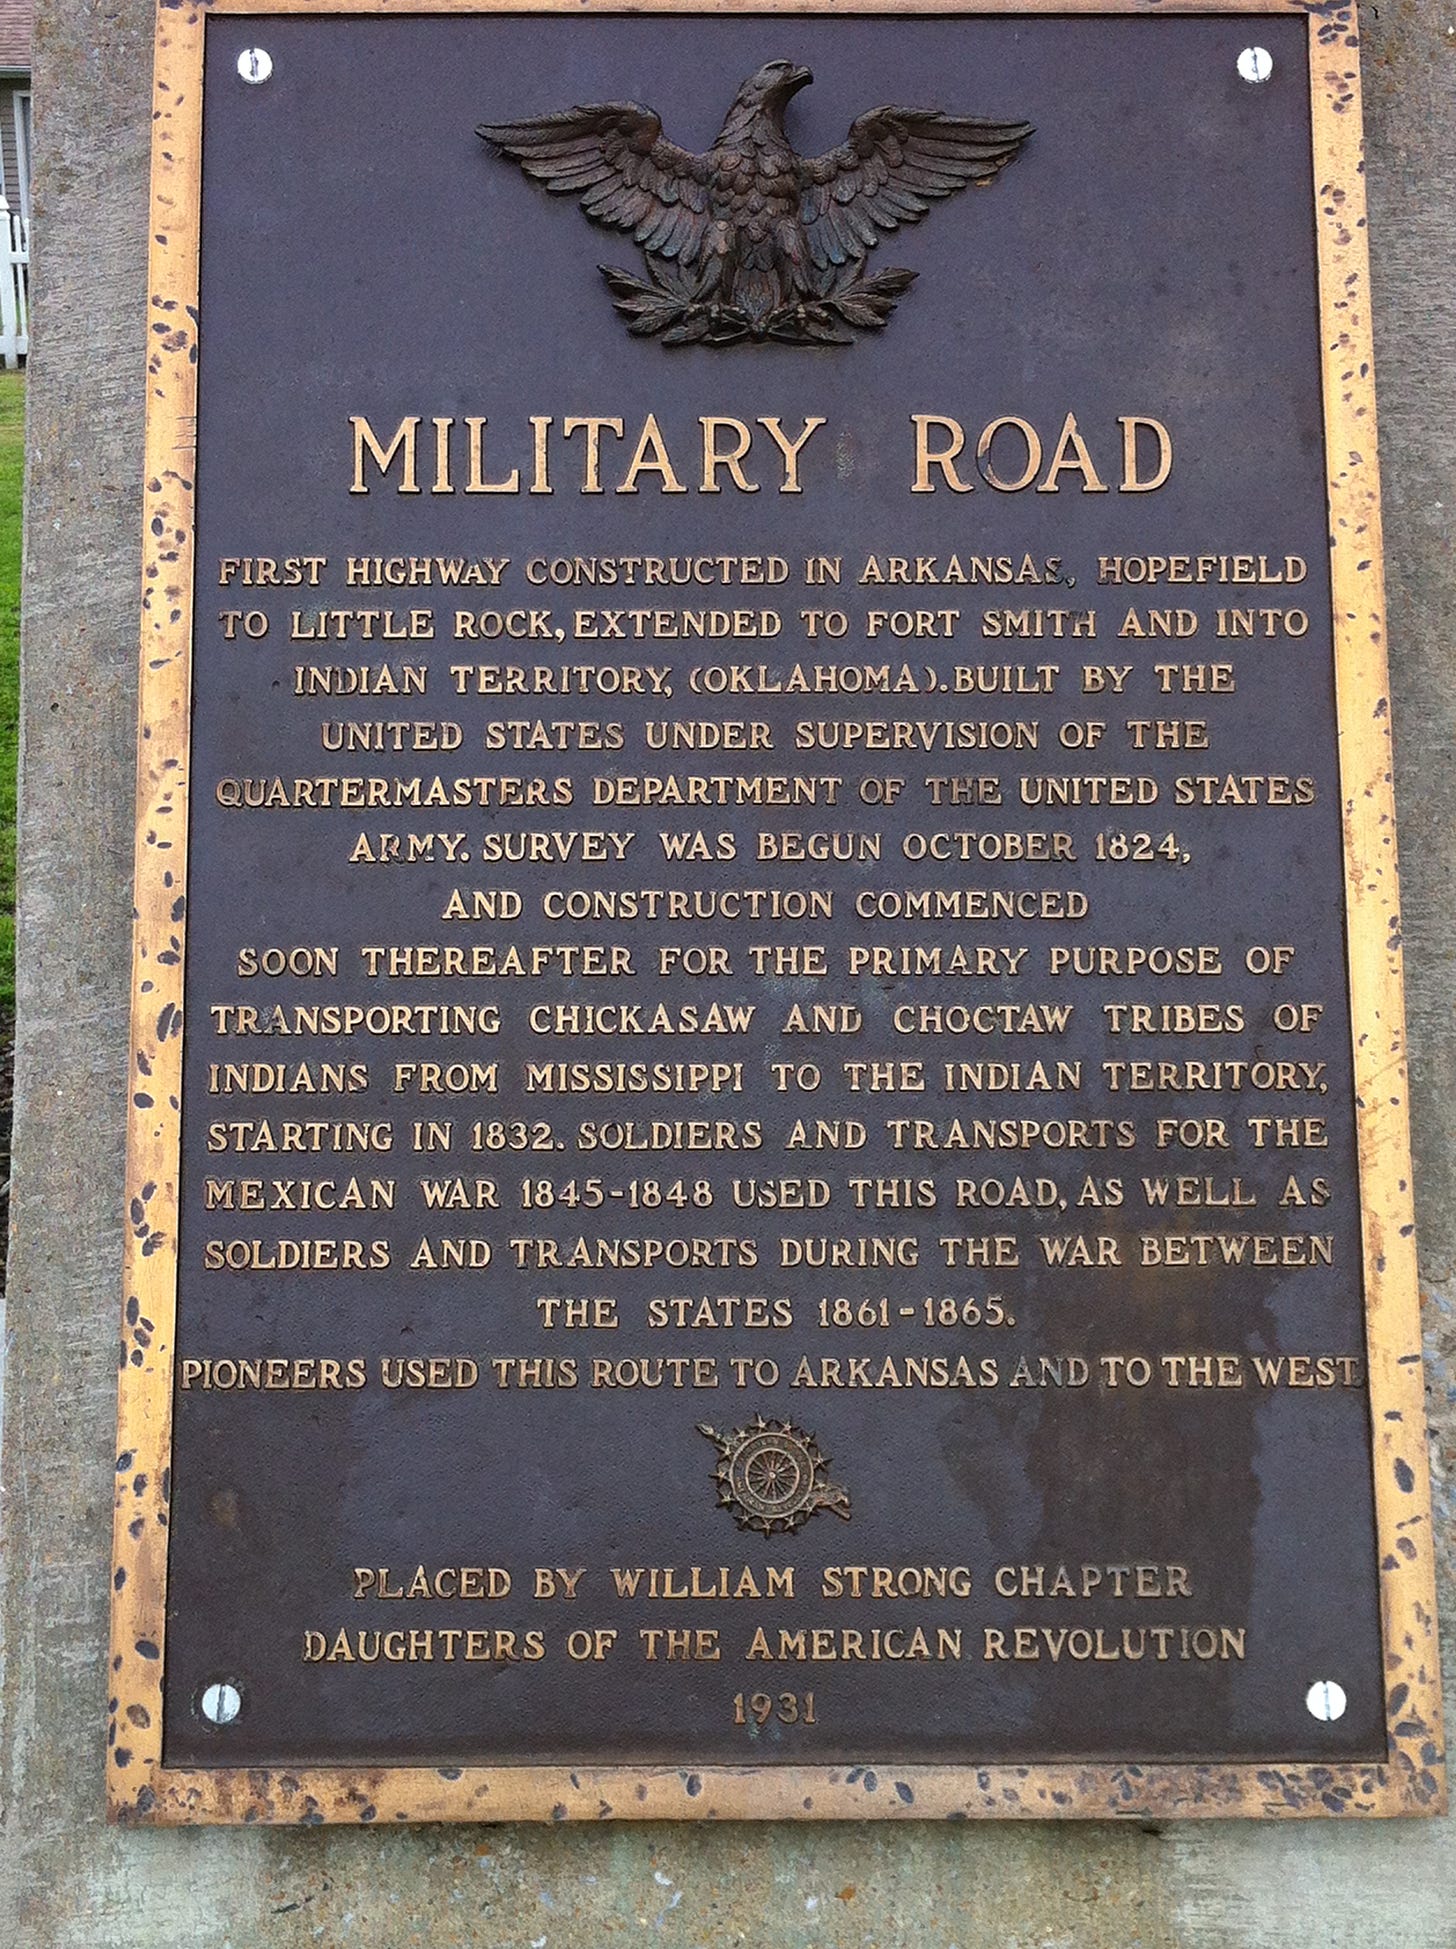 MILITARY ROAD
FIRST HIGHWAY CONSTRUCTED IN ARKANSAS, HOPEFIELD
TO LITTLE ROCK, EXTENDED TO FORT SMITH AND INTO
INDIAN TERRITORY, (OKLAHOMA). BUILT BY THE
UNITED STATES UNDER SUPERVISION OF THE
QUARTERMASTERS DEPARTMENT OF THE UNITED STATES
ARMY. SURVEY WAS BEGUN OCTOBER 1824,
AND CONSTRUCTION COMMENCED
SOON THEREAFTER FOR THE PRIMARY PURPOSE OF
TRANSPORTING CHICKASAW AND CHOCTAW TRIBES OF
INDIANS FROM MISSISSIPPI TO THE INDIAN TERRITORY,
STARTING IN 1832. SOLDIERS AND TRANSPORTS FOR THE
MEXICAN WAR 1845-1848 USED THIS ROAD, AS WELL AS
SOLDIERS AND TRANSPORTS DURING THE WAR BETWEEN
THE STATES 1861-1865.
PIONEERS USED THIS ROUTE TO ARKANSAS AND TO THE WEST
PLACED BY WILLIAM STRONG CHAPTER
DAUGHTERS OF THE AMERICAN REVOLUTION
1931